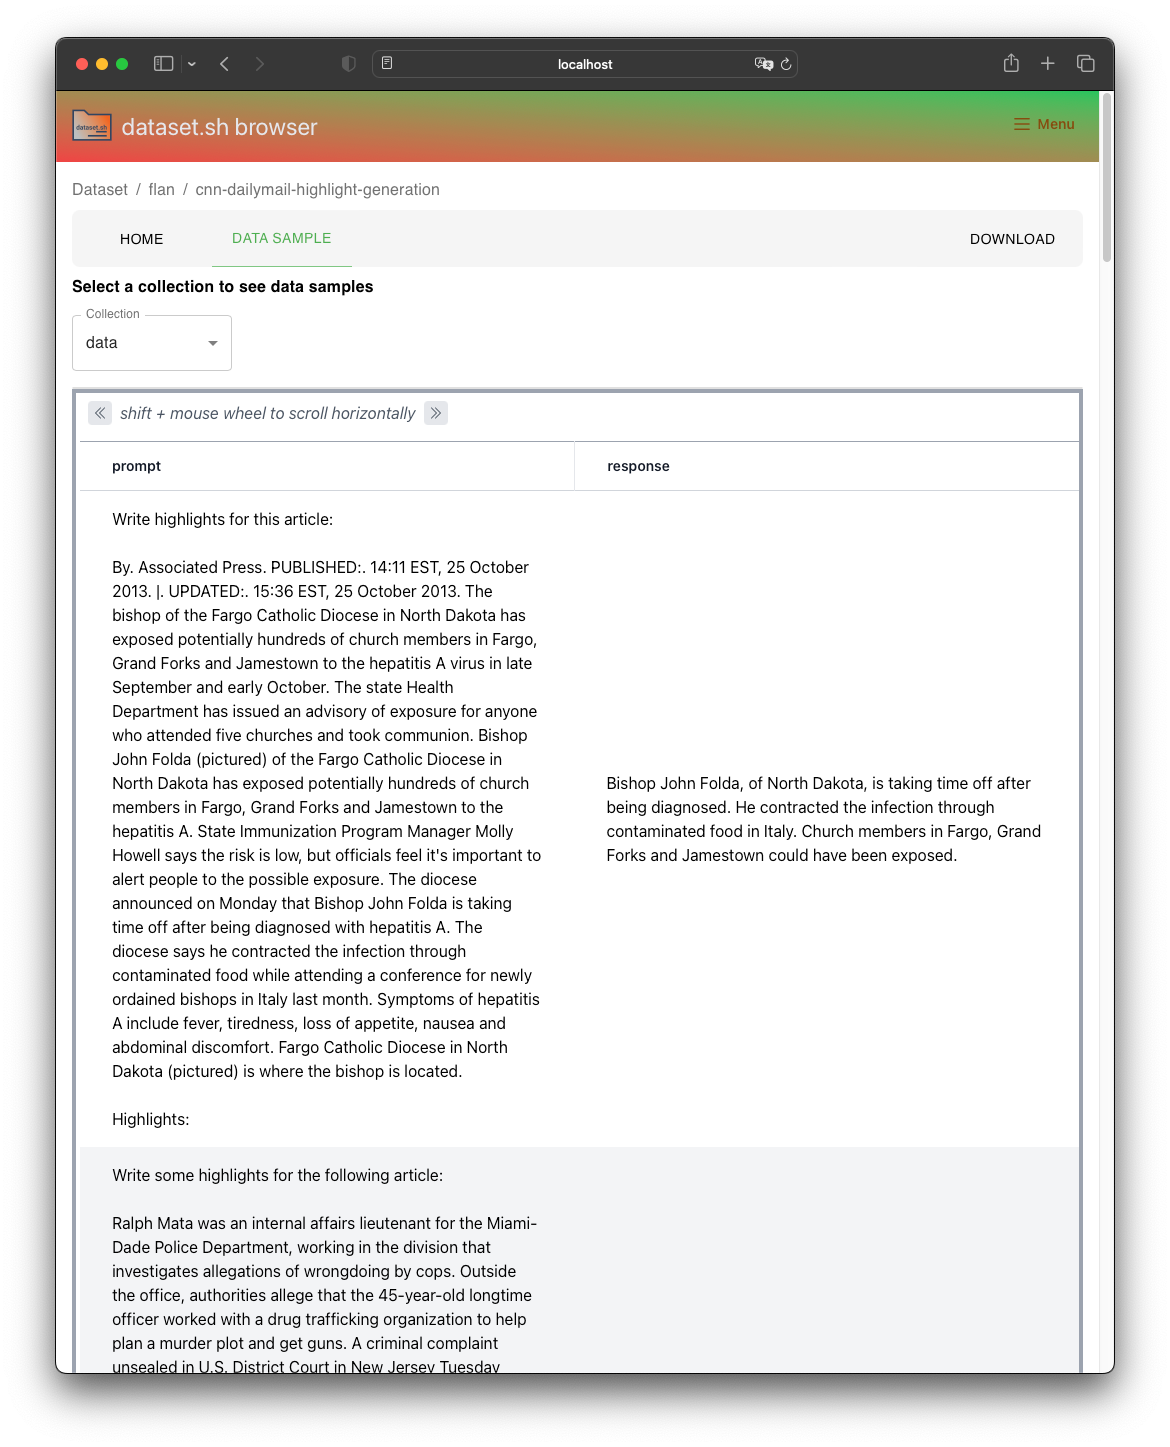 localhost
dataset.sh
dataset.sh browser
Menu
Dataset / flan / cnn-dailymail-highlight-generation
HOME
DATA SAMPLE
DOWNLOAD
Select a collection to see data samples
Collection
data
shift + mouse wheel to scroll horizontally
prompt
response
Write highlights for this article:
By. Associated Press. PUBLISHED:. 14:11 EST, 25 October
2013. |. UPDATED:. 15:36 EST, 25 October 2013. The
bishop of the Fargo Catholic Diocese in North Dakota has
exposed potentially hundreds of church members in Fargo,
Grand Forks and Jamestown to the hepatitis A virus in late
September and early October. The state Health
Department has issued an advisory of exposure for anyone
who attended five churches and took communion. Bishop
John Folda (pictured) of the Fargo Catholic Diocese in
North Dakota has exposed potentially hundreds of church
members in Fargo, Grand Forks and Jamestown to the
hepatitis A. State Immunization Program Manager Molly
Howell says the risk is low, but officials feel it's important to
alert people to the possible exposure. The diocese
announced on Monday that Bishop John Folda is taking
time off after being diagnosed with hepatitis A. The
diocese says he contracted the infection through
contaminated food while attending a conference for newly
ordained bishops in Italy last month. Symptoms of hepatitis
A include fever, tiredness, loss of appetite, nausea and
abdominal discomfort. Fargo Catholic Diocese in North
Dakota (pictured) is where the bishop is located.
Highlights:
Bishop John Folda, of North Dakota, is taking time off after
being diagnosed. He contracted the infection through
contaminated food in Italy. Church members in Fargo, Grand
Forks and Jamestown could have been exposed.
Write some highlights for the following article:
Ralph Mata was an internal affairs lieutenant for the Miami-
Dade Police Department, working in the division that
investigates allegations of wrongdoing by cops. Outside
the office, authorities allege that the 45-year-old longtime
officer worked with a drug trafficking organization to help
plan a murder plot and get guns. A criminal complaint
unsealed in U.S. District Court in New Jersey Tuesday